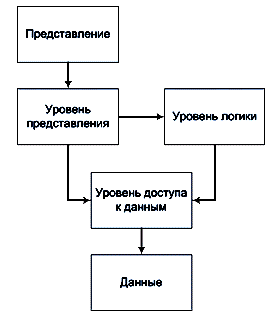 Представление
Уровень
представления
Уровень логики
Уровень доступа
к данным
Данные